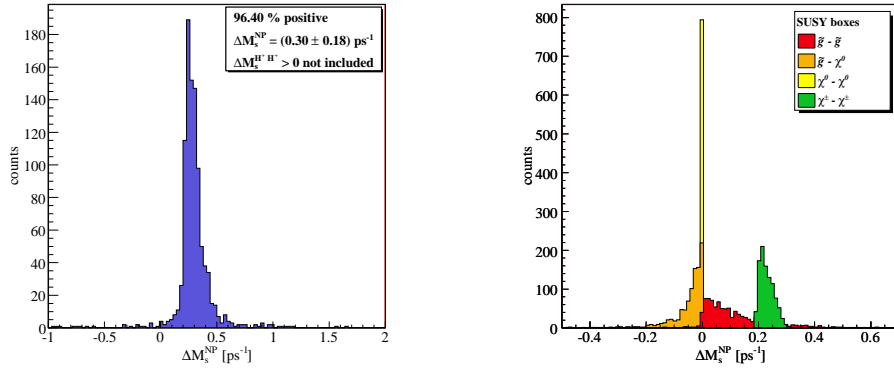 96.40 % positive
ΔM_s^NP = (0.30 ± 0.18) ps⁻¹
ΔM_s^{H⁺ H⁺} > 0 not included
counts
180
160
140
120
100
80
60
40
20
0
-1 -0.5 0 0.5 1 1.5 2
ΔM_s^NP [ps⁻¹]
SUSY boxes
g̃ - g̃
g̃ - χ⁰
χ⁰ - χ⁰
χ± - χ±
counts
800
700
600
500
400
300
200
100
0
-0.4 -0.2 0 0.2 0.4 0.6
ΔM_s^NP [ps⁻¹]